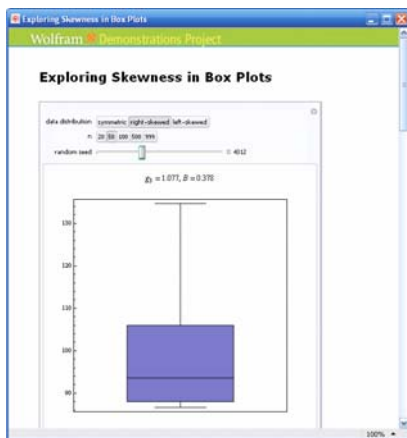 Exploring Skewness in Box Plots
Wolfram Demonstrations Project
Exploring Skewness in Box Plots
data distribution symmetric right-skewed left-skewed
n 20 50 100 500 999
random seed 4012
g₁ = 1.077, B = 0.378
130
120
110
100
90
100%